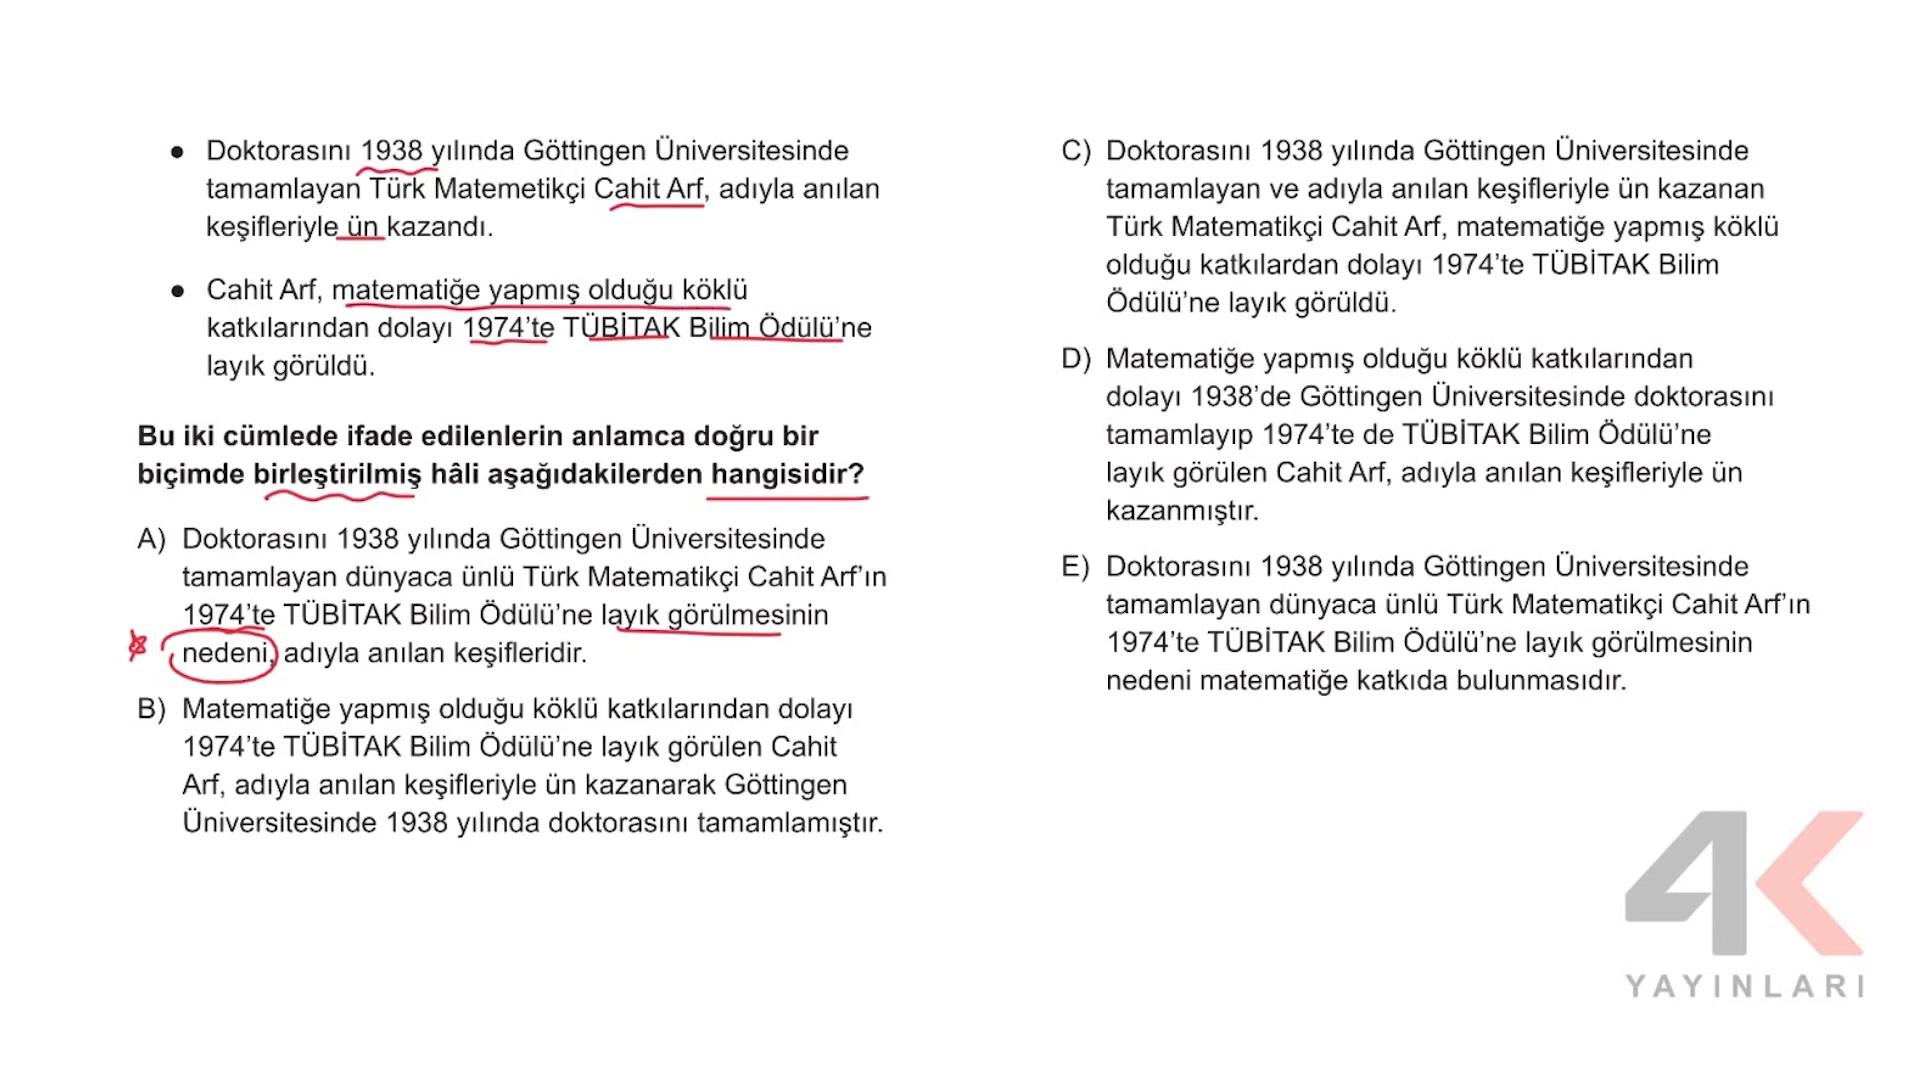 ● Doktorasını 1938 yılında Göttingen Üniversitesinde
tamamlayan Türk Matemetikçi Cahit Arf, adıyla anılan
keşifleriyle ün kazandı.
● Cahit Arf, matematiğe yapmış olduğu köklü
katkılarından dolayı 1974’te TÜBİTAK Bilim Ödülü’ne
layık görüldü.
Bu iki cümlede ifade edilenlerin anlamca doğru bir
biçimde birleştirilmiş hâli aşağıdakilerden hangisidir?
A) Doktorasını 1938 yılında Göttingen Üniversitesinde
tamamlayan dünyaca ünlü Türk Matematikçi Cahit Arf’ın
1974’te TÜBİTAK Bilim Ödülü’ne layık görülmesinin
nedeni, adıyla anılan keşifleridir.
B) Matematiğe yapmış olduğu köklü katkılarından dolayı
1974’te TÜBİTAK Bilim Ödülü’ne layık görülen Cahit
Arf, adıyla anılan keşifleriyle ün kazanarak Göttingen
Üniversitesinde 1938 yılında doktorasını tamamlamıştır.
C) Doktorasını 1938 yılında Göttingen Üniversitesinde
tamamlayan ve adıyla anılan keşifleriyle ün kazanan
Türk Matematikçi Cahit Arf, matematiğe yapmış köklü
olduğu katkılardan dolayı 1974’te TÜBİTAK Bilim
Ödülü’ne layık görüldü.
D) Matematiğe yapmış olduğu köklü katkılarından
dolayı 1938’de Göttingen Üniversitesinde doktorasını
tamamlayıp 1974’te de TÜBİTAK Bilim Ödülü’ne
layık görülen Cahit Arf, adıyla anılan keşifleriyle ün
kazanmıştır.
E) Doktorasını 1938 yılında Göttingen Üniversitesinde
tamamlayan dünyaca ünlü Türk Matematikçi Cahit Arf’ın
1974’te TÜBİTAK Bilim Ödülü’ne layık görülmesinin
nedeni matematiğe katkıda bulunmasıdır.
4K
YAYINLARI